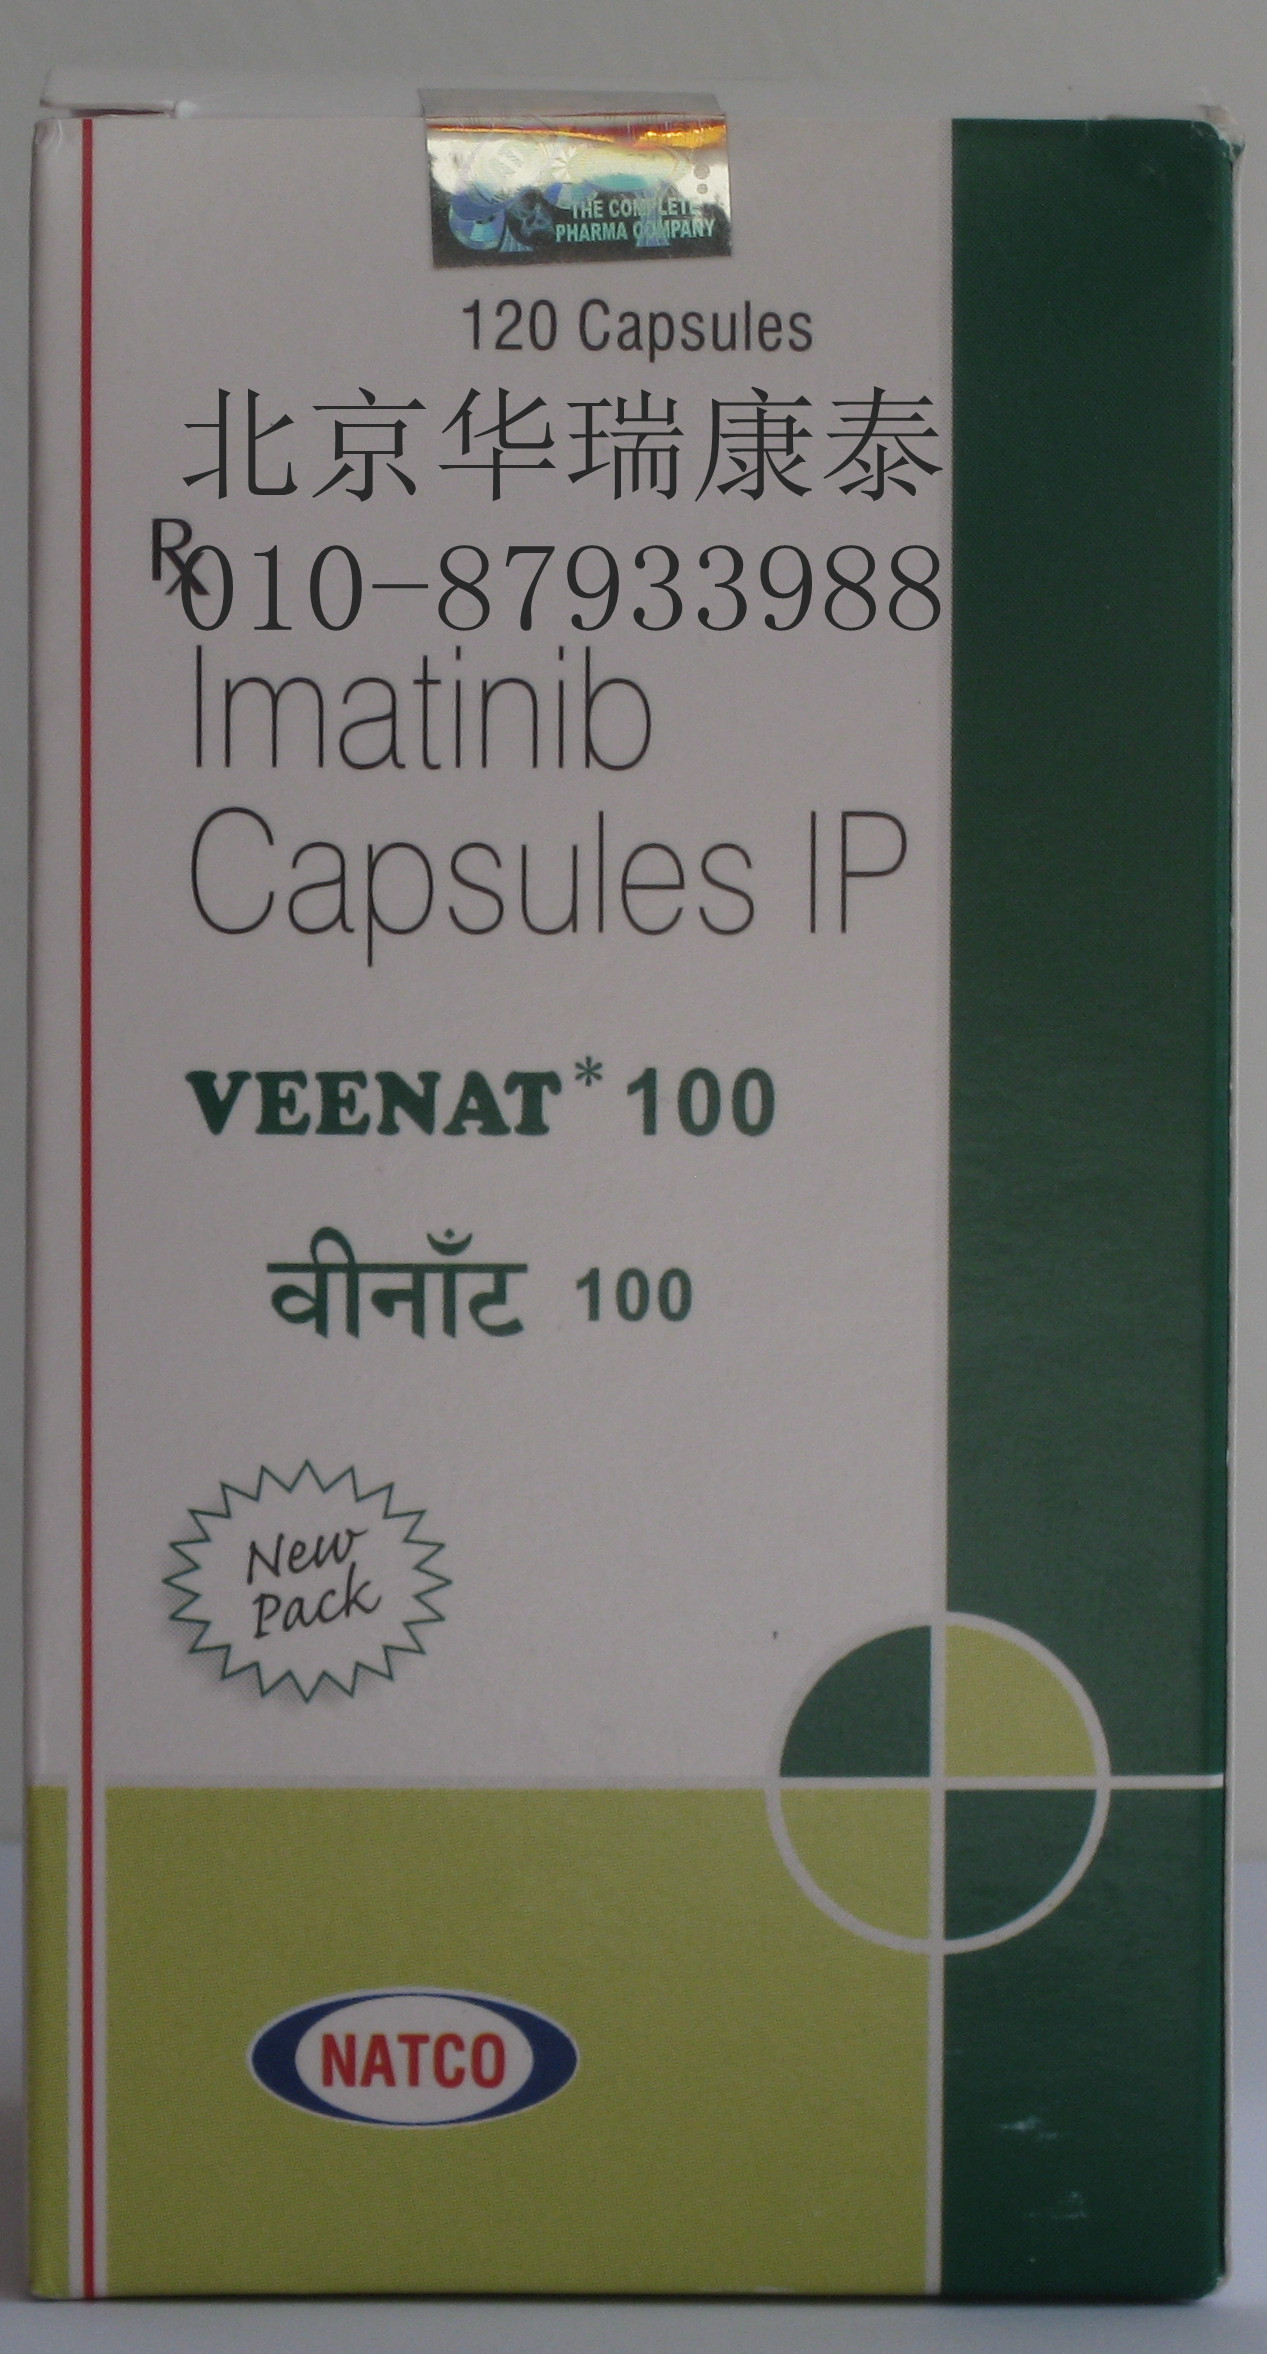 THE COMPLETE
PHARMA COMPANY
120 Capsules
北京华瑞康泰
Rx
010-87933988
Imatinib
Capsules IP
VEENAT* 100
वीनाँट 100
New
Pack
NATCO